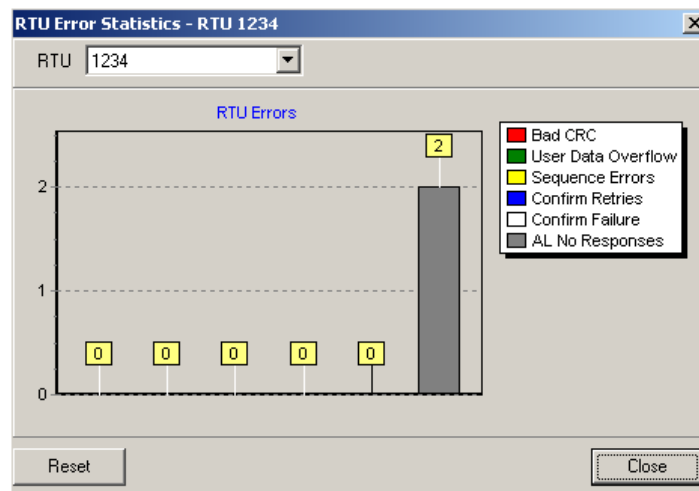 RTU Error Statistics - RTU 1234
RTU 1234
RTU Errors
2
2
1
0
0 0 0 0 0
Bad CRC
User Data Overflow
Sequence Errors
Confirm Retries
Confirm Failure
AL No Responses
Reset Close